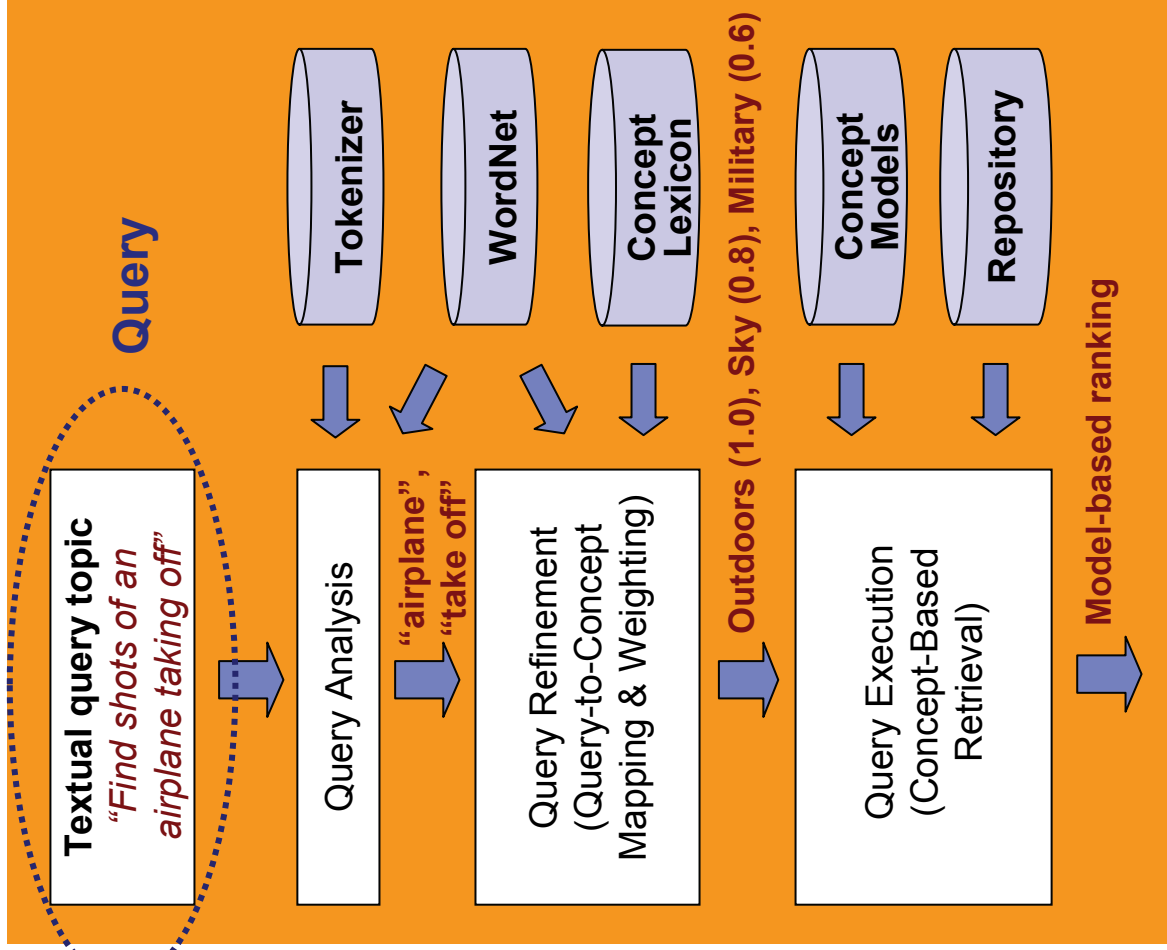 Query
Textual query topic
“Find shots of an
airplane taking off”
Tokenizer
Query Analysis
“airplane”,
“take off”
WordNet
Query Refinement
(Query-to-Concept
Mapping & Weighting)
Concept
Lexicon
Outdoors (1.0), Sky (0.8), Military (0.6)
Query Execution
(Concept-Based
Retrieval)
Concept
Models
Repository
Model-based ranking